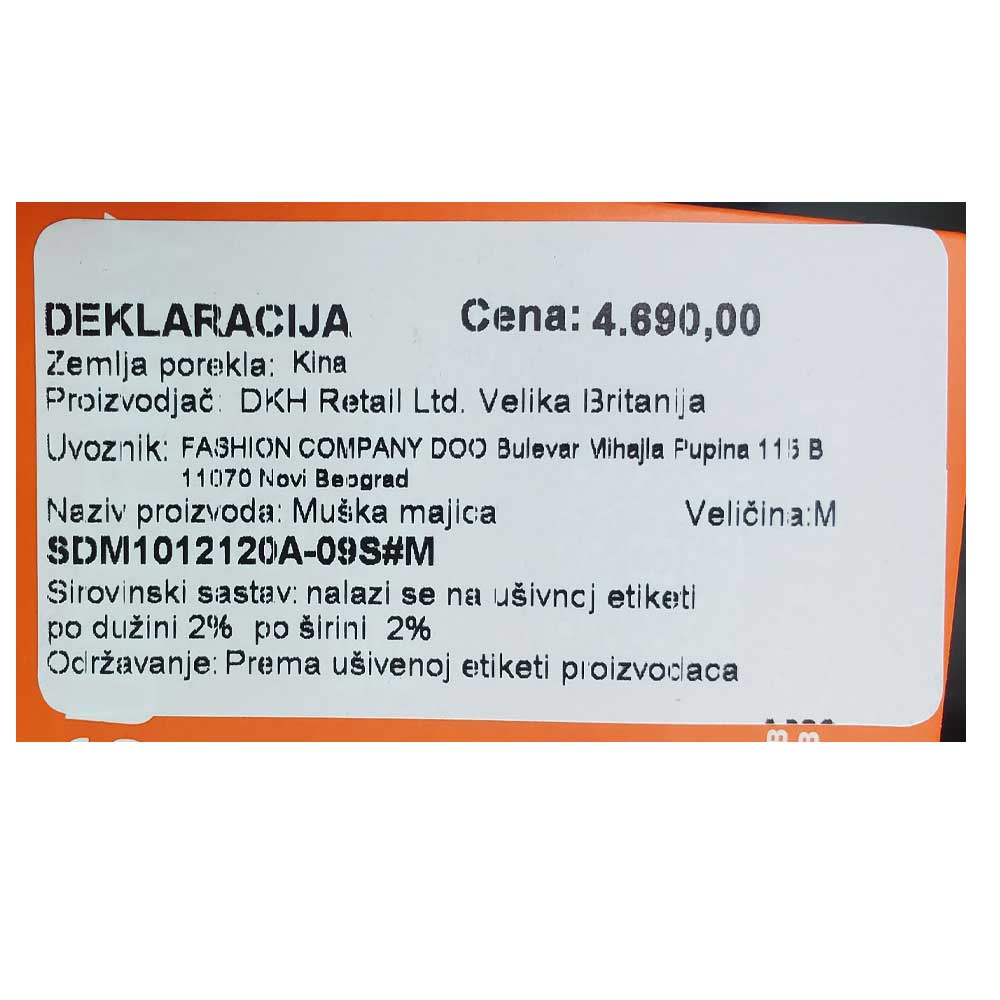 DEKLARACIJA Cena: 4.690,00
Zemlja porekla: Kina
Proizvodjač: DKH Retail Ltd. Velika Britanija
Uvoznik: FASHION COMPANY DOO Bulevar Mihajla Pupina 115 B
11070 Novi Beograd
Naziv proizvoda: Muška majica Veličina:M
SDM1012120A-09S#M
Sirovinski sastav: nalazi se na ušivnoj etiketi
po dužini 2% po širini 2%
Održavanje: Prema ušivenoj etiketi proizvodaca